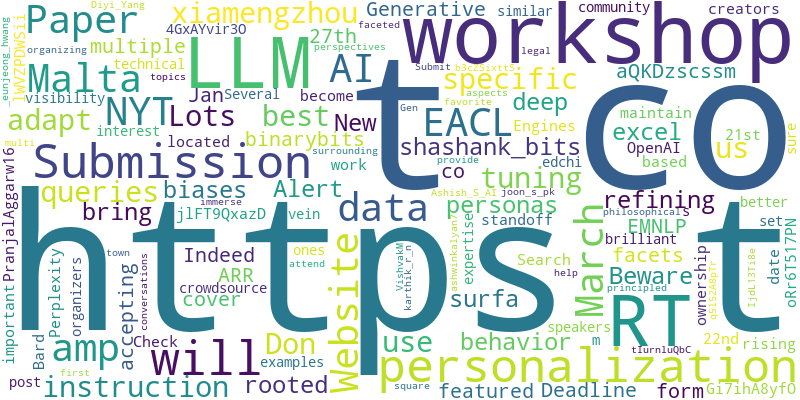 Diyi_Yang
Paper
xiamengzhou
Generative
similar
community
creators
4GxAYvir3O
27th
faceted
workshop
_eunjeong_hwang
organizing
multiple
perspectives
legal
1WVZPDWSii
LLM
AI
technical
topics
Submit
b3cZSixtt5
specific
aQKDzscssm
Malta
visibility
Jan
Several
become
Gen
aspects
favorite
t
co
adapt
NYT
Lots
best
New
deep
Engines
maintain
interest
located
binarybits
EACL
excel
OpenAI
21st
sure
multi
surrounding
work
shashank_bits
us
based
Submission
co
edchi
tuning
biases
Alert
provide
Ashish_S_AI
joon_s_pk
philosophical
s
better
queries
personas
refining
PranjalAggarw16
bring
jlFT9QxazD
vein
immerse
data
standoff
March
EMNLP
set
https
Indeed
ones
town
attend
Website
VishvakM
karthik_r_n
ashwinkalyan7
expertise
brilliant
facets
oRr6T517PN
ARR
cover
conversations
surfa
Search
help
Beware
ownership
date
t
important
Perplexity
organizers
accepting
crowdsource
Don
use
behavior
speakers
RT
22nd
principled
rising
amp
Bard
Check
will
examples
m
tIurn1uQbC
personalization
first
post
instruction
rooted
square
featured
Deadline
form
Gi7ihA8yfO